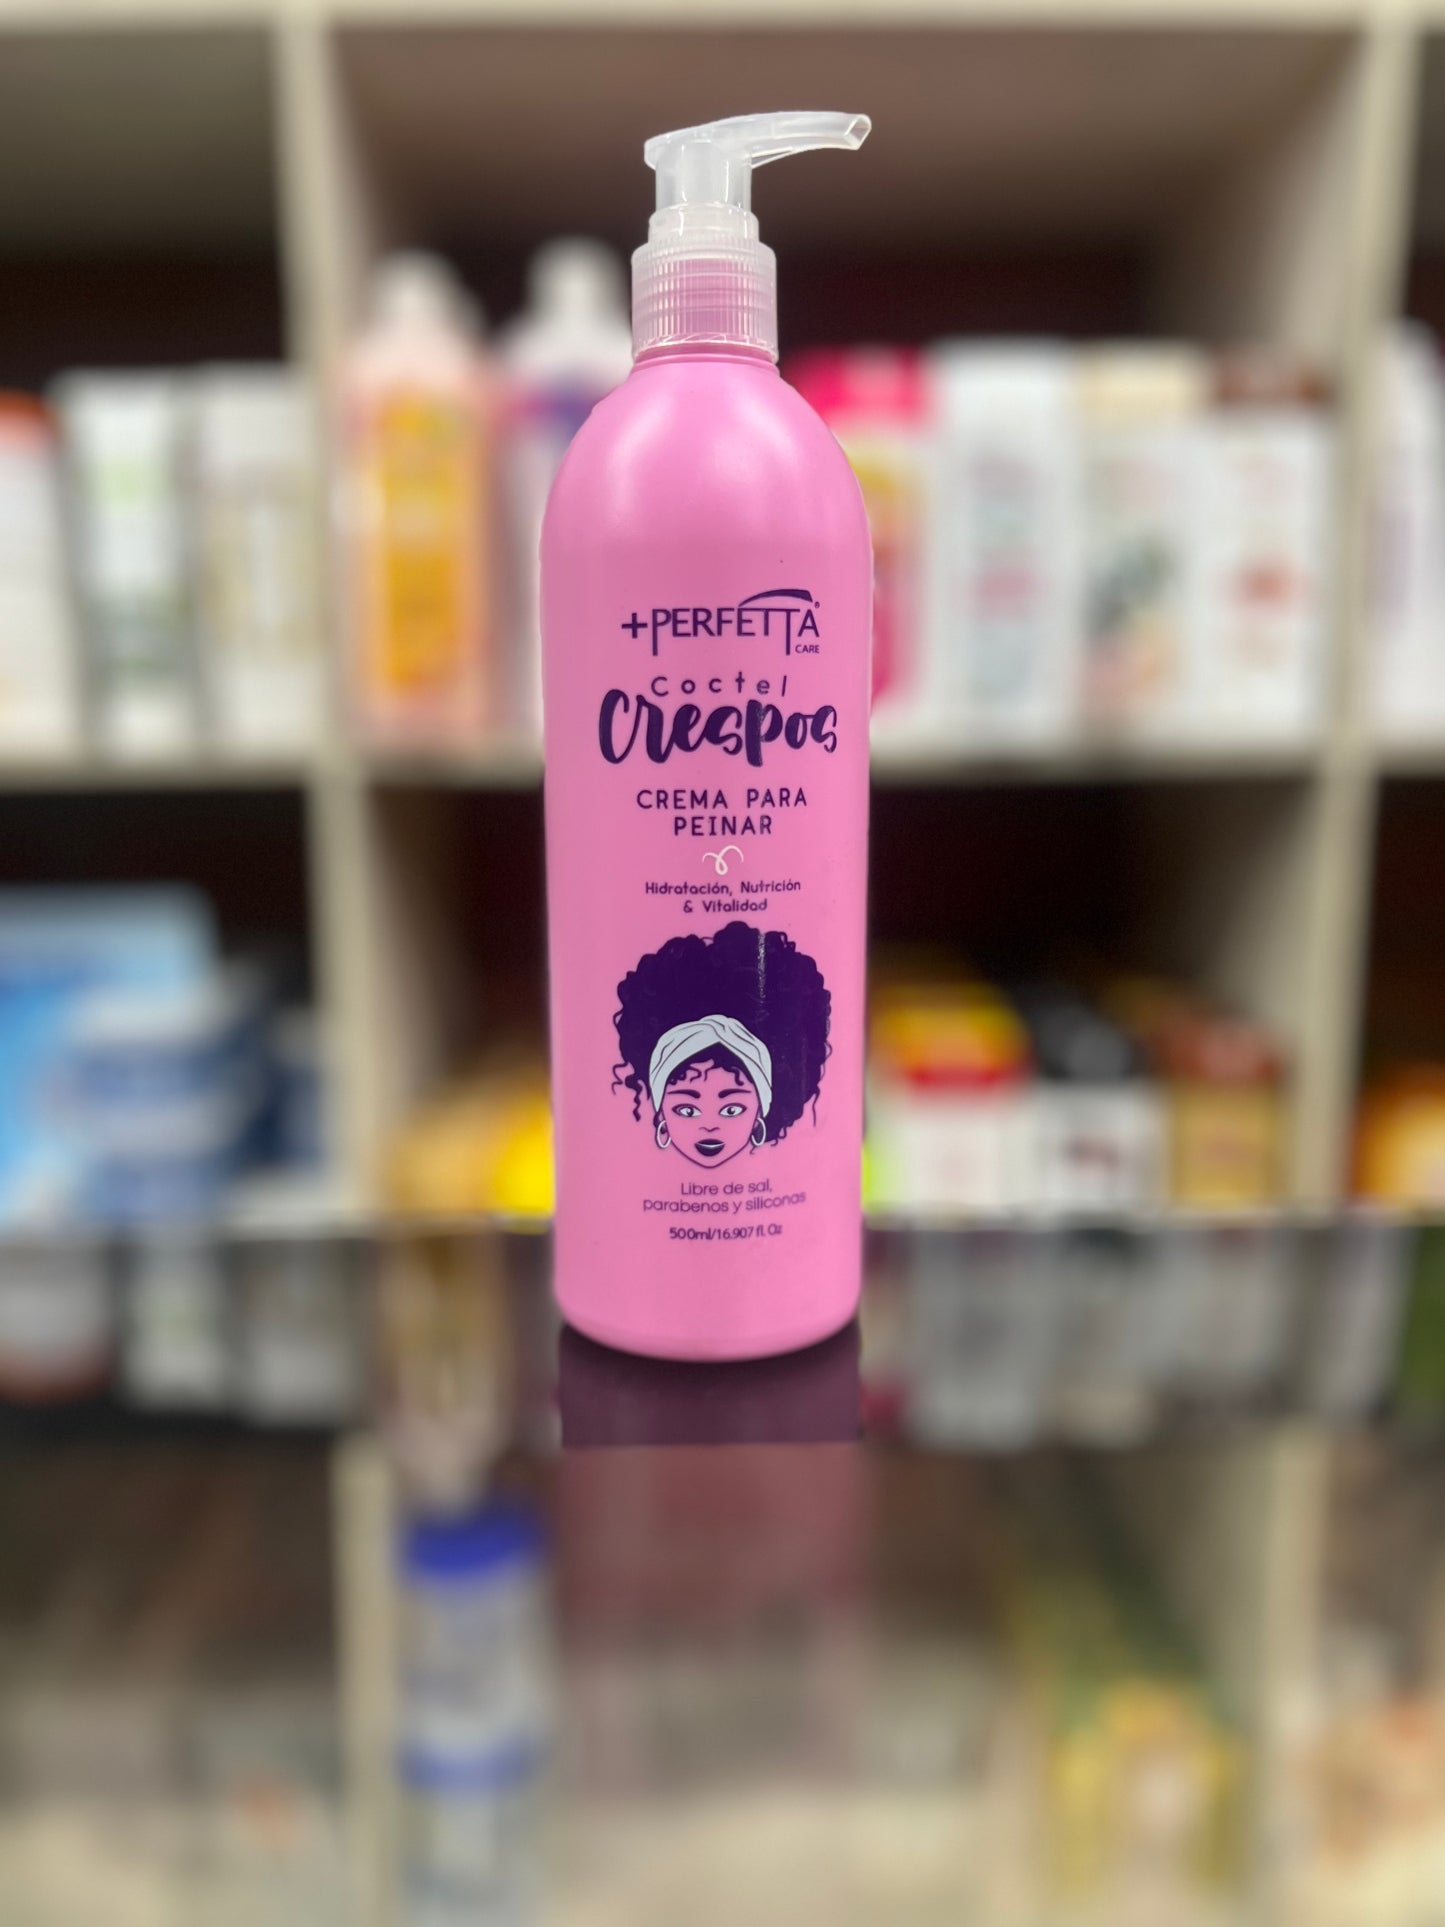 +PERFETTA®
CARE
Coctel
Crespos
CREMA PARA
PEINAR
Hidratación, Nutrición
& Vitalidad
Libre de sal,
parabenos y siliconas
500ml/16.907 fl. Oz